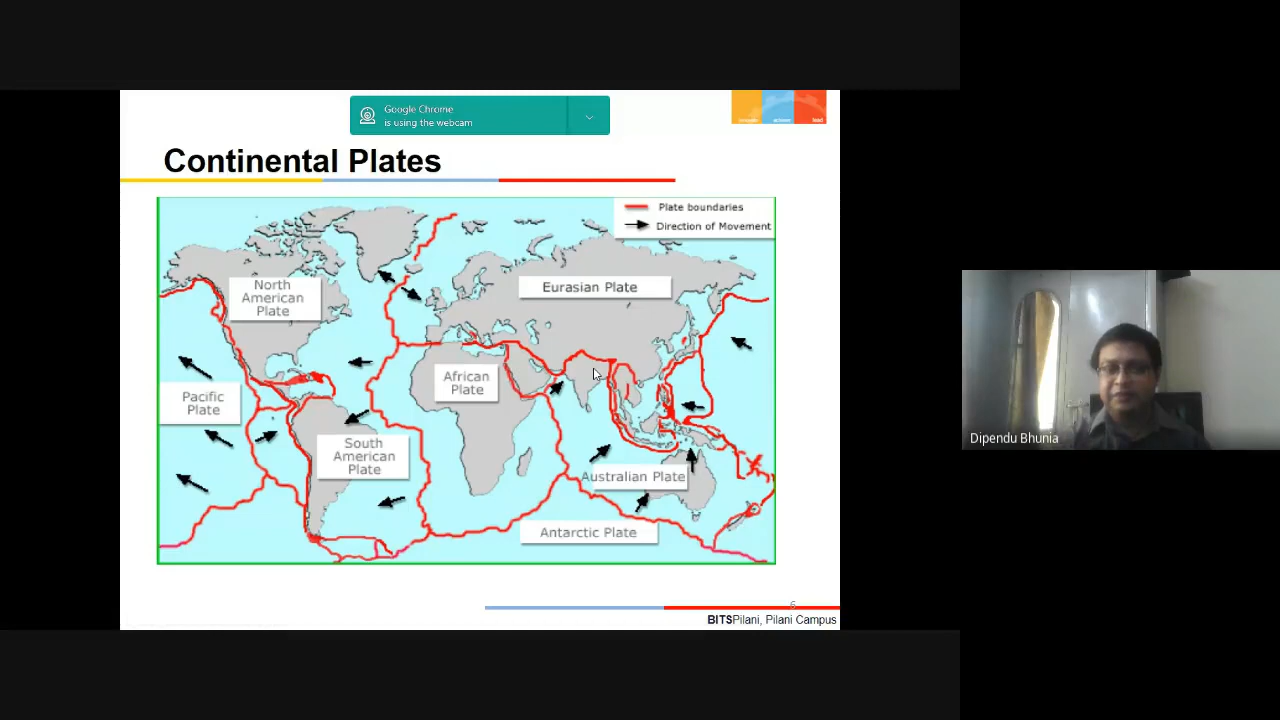 Google Chrome
is using the webcam
Continental Plates
Plate boundaries
Direction of Movement
North
American
Plate
Eurasian Plate
African
Plate
Pacific
Plate
South
American
Plate
Australian Plate
Antarctic Plate
Dipendu Bhunia
6
BITSPilani, Pilani Campus